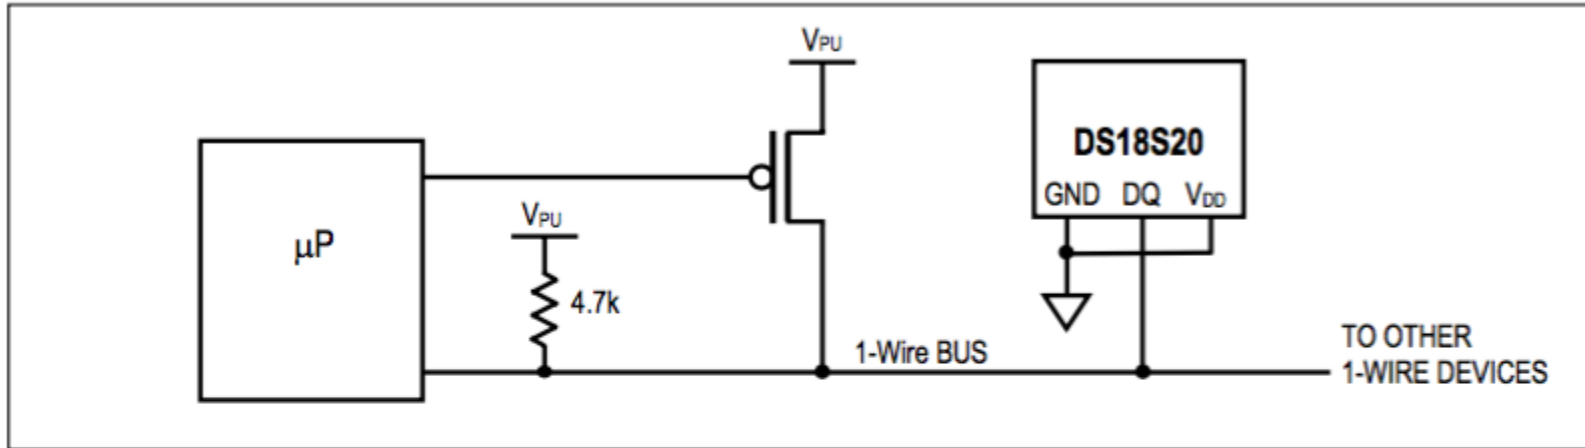 VPU
DS18S20
GND DQ VDD
VPU
µP
4.7k
1-Wire BUS
TO OTHER
1-WIRE DEVICES